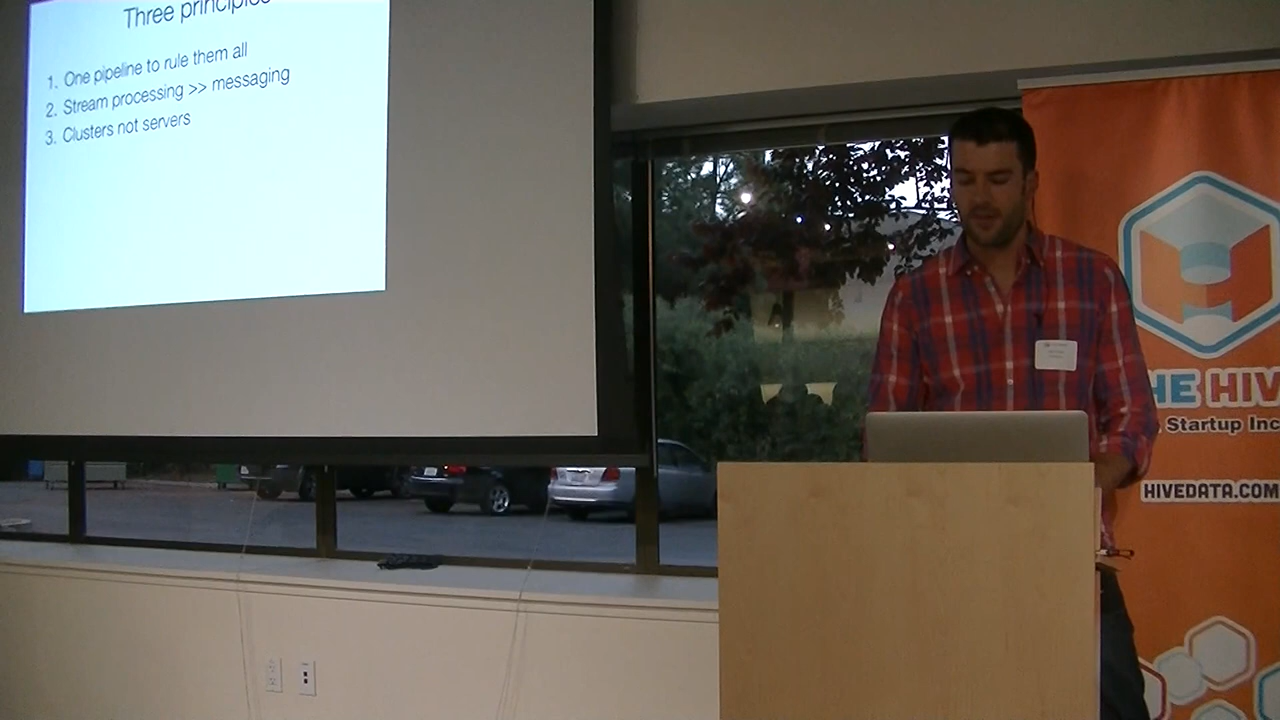 Three principles
1. One pipeline to rule them all
2. Stream processing >> messaging
3. Clusters not servers
HE HIV
Startup Inc
HIVEDATA.COM